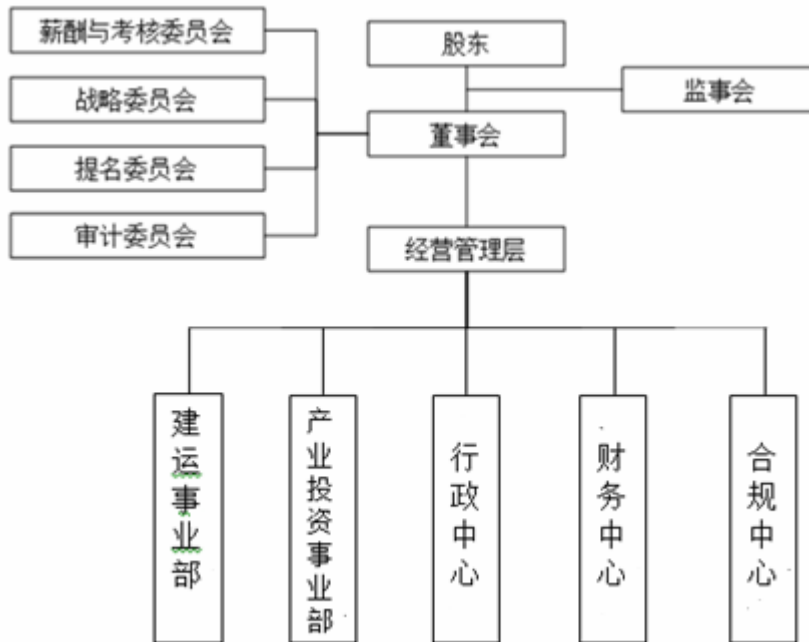 薪酬与考核委员会
股东
战略委员会
监事会
董事会
提名委员会
审计委员会
经营管理层
建运事业部
产业投资事业部
行政中心
财务中心
合规中心